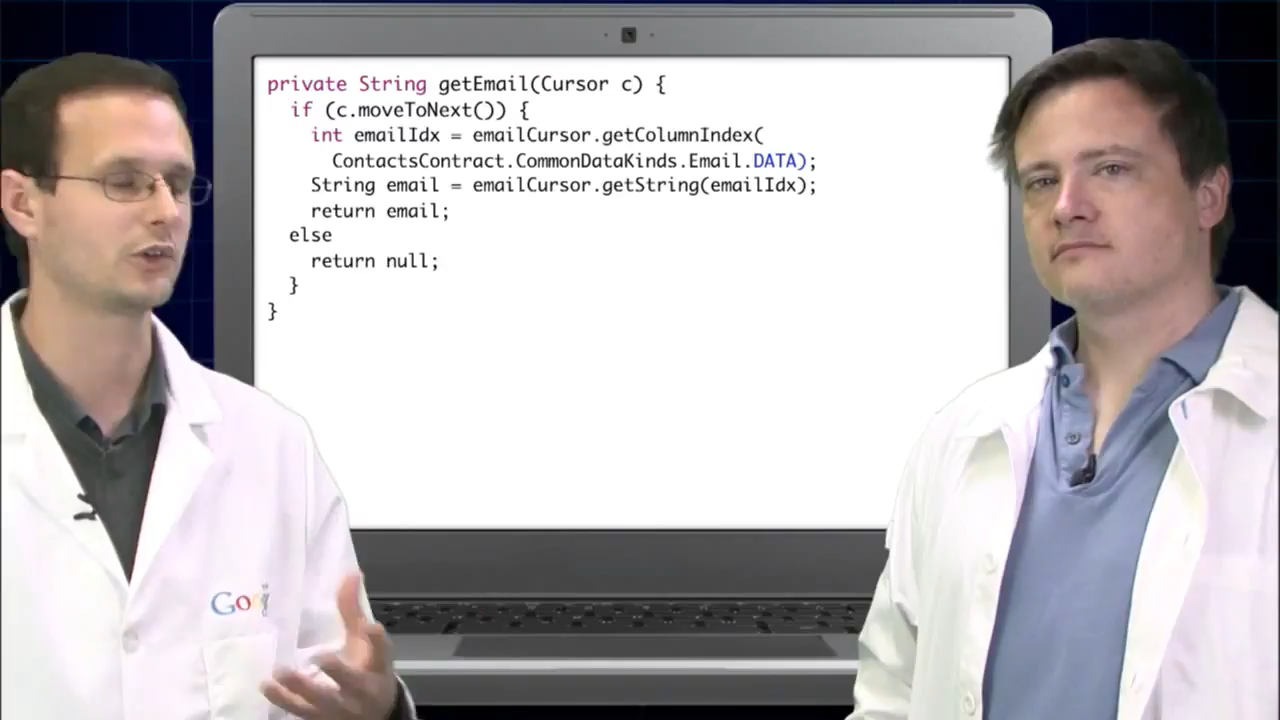 private String getEmail(Cursor c) {
if (c.moveToNext()) {
int emailIdx = emailCursor.getColumnIndex(
ContactsContract.CommonDataKinds.Email.DATA);
String email = emailCursor.getString(emailIdx);
return email;
else
return null;
}
}